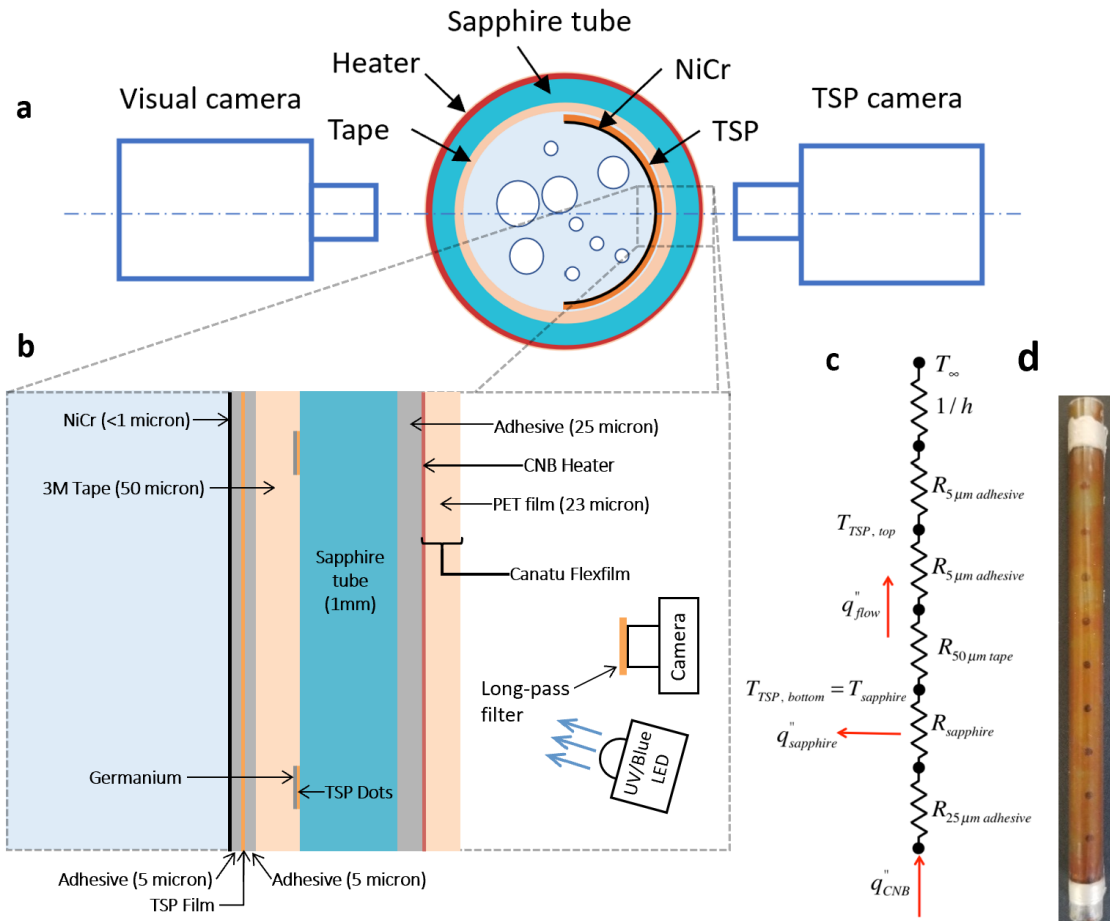 a
Visual camera
Heater
Sapphire tube
NiCr
TSP camera
Tape
TSP
b
NiCr (<1 micron)
3M Tape (50 micron)
Sapphire
tube
(1mm)
Germanium
TSP Dots
Adhesive (5 micron)
Adhesive (5 micron)
TSP Film
Adhesive (25 micron)
CNB Heater
PET film (23 micron)
Canatu Flexfilm
Camera
Long-pass
filter
UV/Blue
LED
c
T∞
1/h
R5μm adhesive
TTSP, top
R5μm adhesive
q"flow
R50μm tape
TTSP, bottom = Tsapphire
q"sapphire
Rsapphire
R25μm adhesive
q"CNB
d